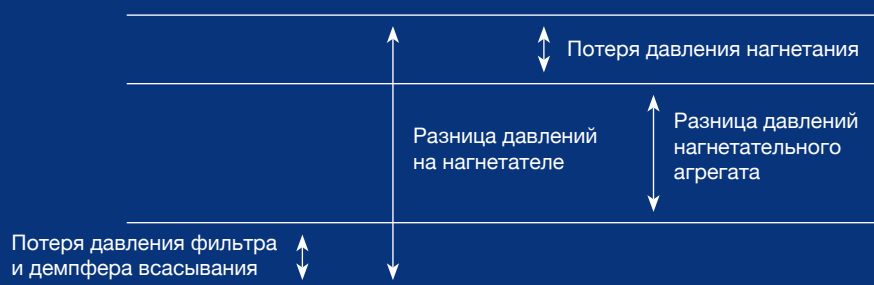 Потеря давления нагнетания
Разница давлений
на нагнетателе
Разница давлений
нагнетательного
агрегата
Потеря давления фильтра
и демпфера всасывания